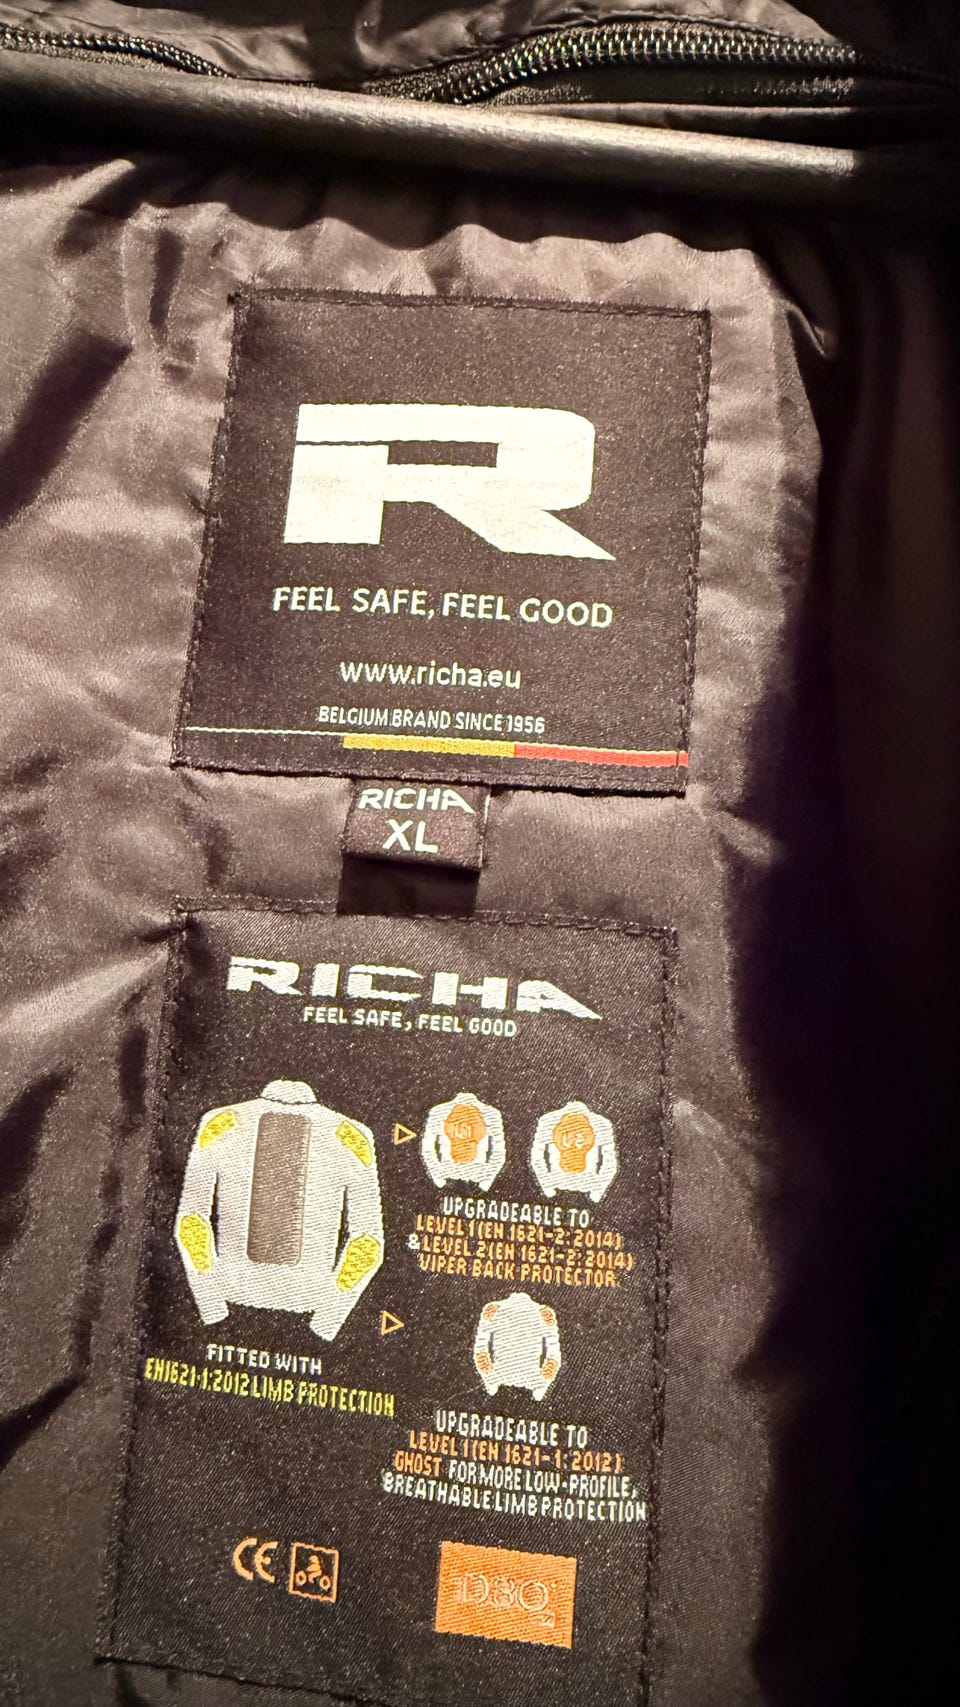 R
FEEL SAFE, FEEL GOOD
www.richa.eu
BELGIUM BRAND SINCE 1956
RICHA
XL
RICHA
FEEL SAFE, FEEL GOOD
L1 L2
UPGRADEABLE TO
LEVEL 1 (EN 1621-2:2014)
& LEVEL 2 (EN 1621-2:2014)
VIPER BACK PROTECTOR
FITTED WITH
EN1621-1:2012 LIMB PROTECTION
UPGRADEABLE TO
LEVEL 1 (EN 1621-1:2012)
GHOST FOR MORE LOW-PROFILE,
BREATHABLE LIMB PROTECTION
CE
D3O